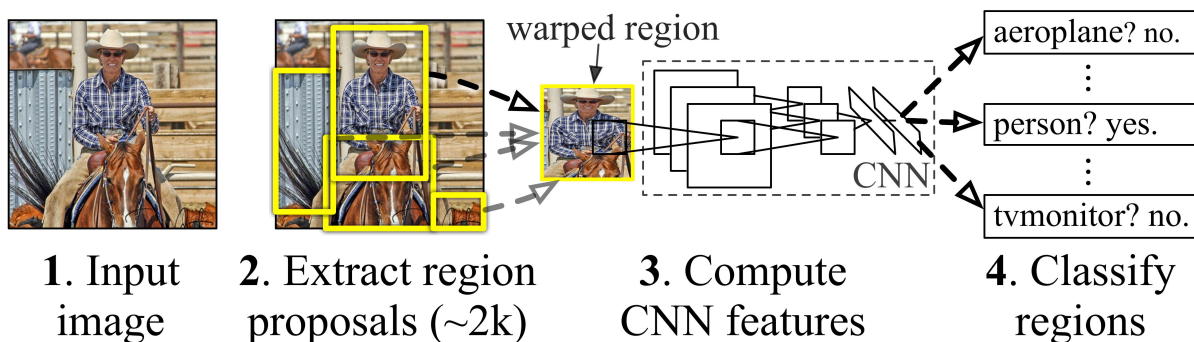 warped region
aeroplane? no.
person? yes.
CNN
tvmonitor? no.
1. Input
image
2. Extract region
proposals (~2k)
3. Compute
CNN features
4. Classify
regions